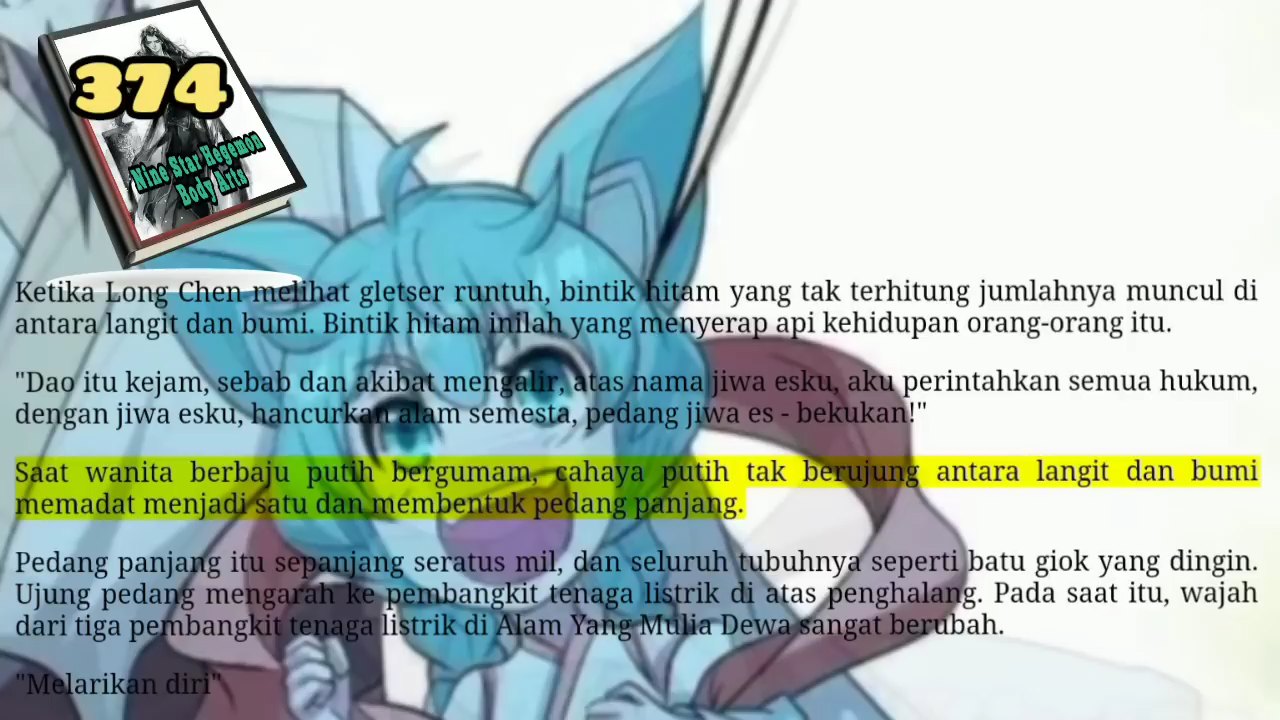 374
Nine Star Hegemon
Body Arts
Ketika Long Chen melihat gletser runtuh, bintik hitam yang tak terhitung jumlahnya muncul di
antara langit dan bumi. Bintik hitam inilah yang menyerap api kehidupan orang-orang itu.
"Dao itu kejam, sebab dan akibat mengalir, atas nama jiwa esku, aku perintahkan semua hukum,
dengan jiwa esku, hancurkan alam semesta, pedang jiwa es - bekukan!"
Saat wanita berbaju putih bergumam, cahaya putih tak berujung antara langit dan bumi
memadat menjadi satu dan membentuk pedang panjang.
Pedang panjang itu sepanjang seratus mil, dan seluruh tubuhnya seperti batu giok yang dingin.
Ujung pedang mengarah ke pembangkit tenaga listrik di atas penghalang. Pada saat itu, wajah
dari tiga pembangkit tenaga listrik di Alam Yang Mulia Dewa sangat berubah.
"Melarikan diri"